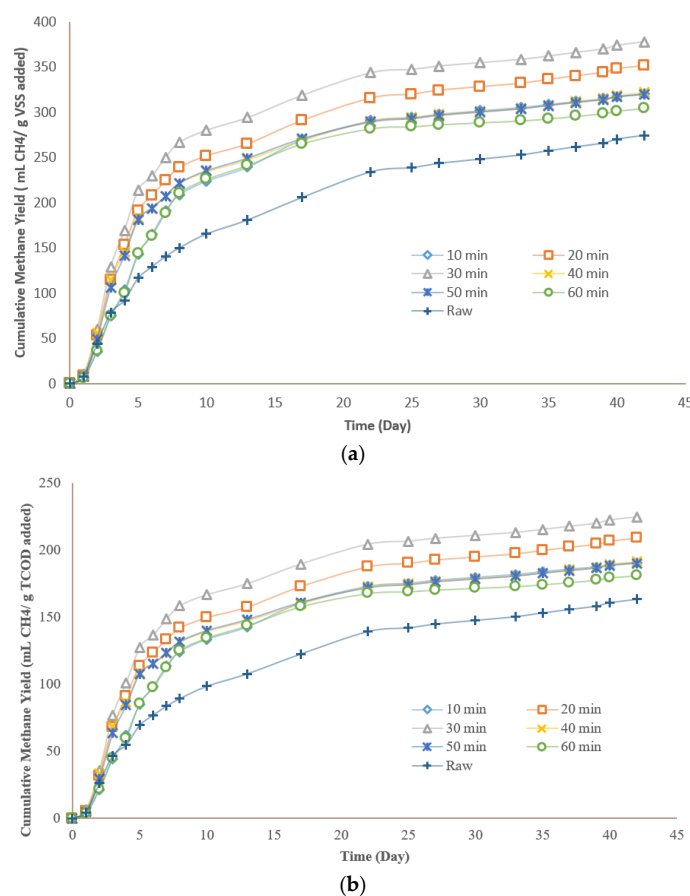 400
350
300
250
200
150
100
50
0
Cumulative Methane Yield ( mL CH4/ g VSS added)
10 min
20 min
30 min
40 min
50 min
60 min
Raw
0 5 10 15 20 25 30 35 40 45
Time (Day)
(a)
250
200
150
100
50
0
Cumulative Methane Yield (mL CH4/ g TCOD added)
10 min
20 min
30 min
40 min
50 min
60 min
Raw
0 5 10 15 20 25 30 35 40 45
Time (Day)
(b)